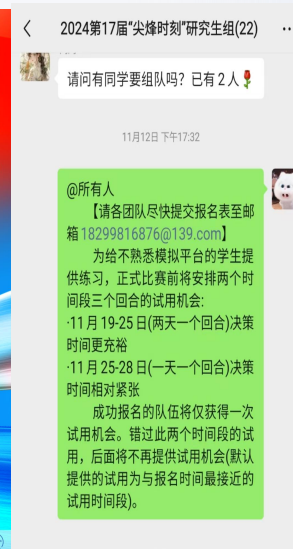 2024第17届“尖烽时刻”研究生组(22)
请问有同学要组队吗？已有2人🌹
11月12日 下午17:32
@所有人
【请各团队尽快提交报名表至邮
箱18299816876@139.com】
为给不熟悉模拟平台的学生提
供练习，正式比赛前将安排两个时
间段三个回合的试用机会:
·11月19-25日(两天一个回合)决策
时间更充裕
·11月25-28日(一天一个回合)决策
时间相对紧张
成功报名的队伍将仅获得一次
试用机会。错过此两个时间段的试
用，后面将不再提供试用机会(默认
提供的试用为与报名时间最接近的
试用时间段)。